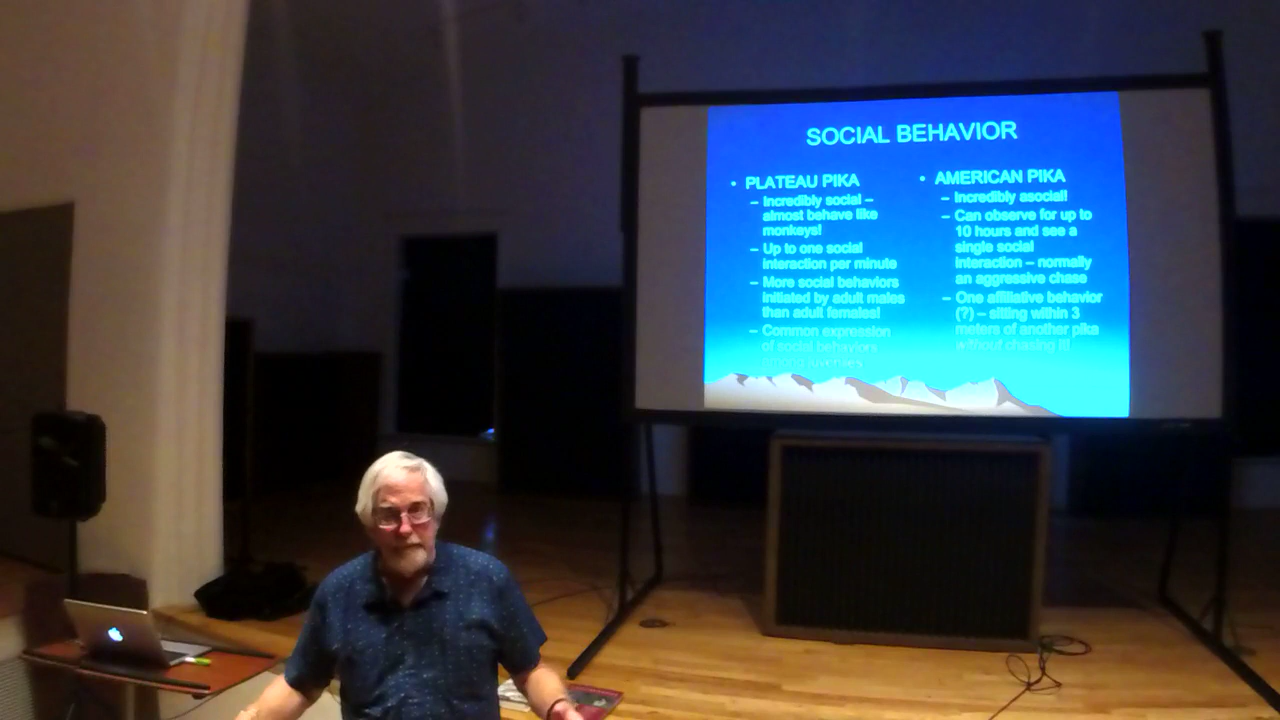 SOCIAL BEHAVIOR
• PLATEAU PIKA
– Incredibly social –
almost behave like
monkeys!
– Up to one social
interaction per minute
– More social behaviors
initiated by adult males
than adult females!
– Common expression
of social behaviors
among juveniles
• AMERICAN PIKA
– Incredibly asocial!
– Can observe for up to
10 hours and see a
single social
interaction – normally
an aggressive chase
– One affiliative behavior
(?) – sitting within 3
meters of another pika
without chasing it!